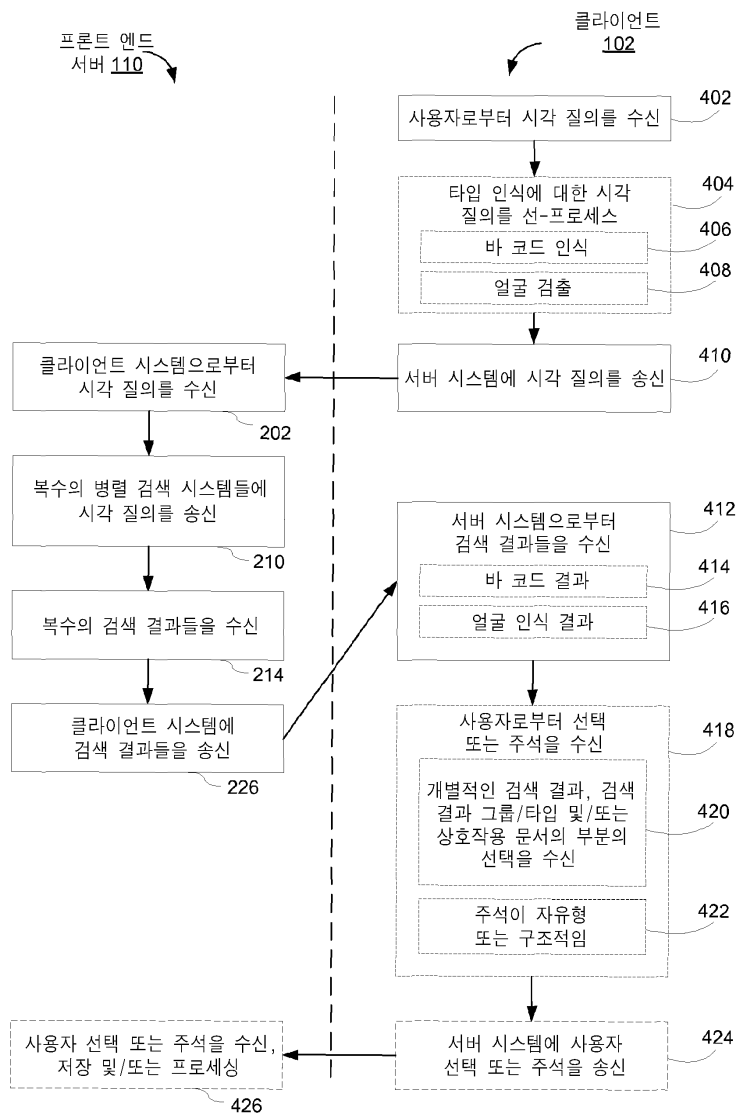 프론트 엔드
서버 110
클라이언트
102
사용자로부터 시각 질의를 수신
402
타입 인식에 대한 시각
질의를 선-프로세스
404
바 코드 인식
406
얼굴 검출
408
클라이언트 시스템으로부터
시각 질의를 수신
202
서버 시스템에 시각 질의를 송신
410
복수의 병렬 검색 시스템들에
시각 질의를 송신
210
복수의 검색 결과들을 수신
214
클라이언트 시스템에
검색 결과들을 송신
226
서버 시스템으로부터
검색 결과들을 수신
412
바 코드 결과
414
얼굴 인식 결과
416
사용자로부터 선택
또는 주석을 수신
418
개별적인 검색 결과, 검색
결과 그룹/타입 및/또는
상호작용 문서의 부분의
선택을 수신
420
주석이 자유형
또는 구조적임
422
서버 시스템에 사용자
선택 또는 주석을 송신
424
사용자 선택 또는 주석을 수신,
저장 및/또는 프로세싱
426